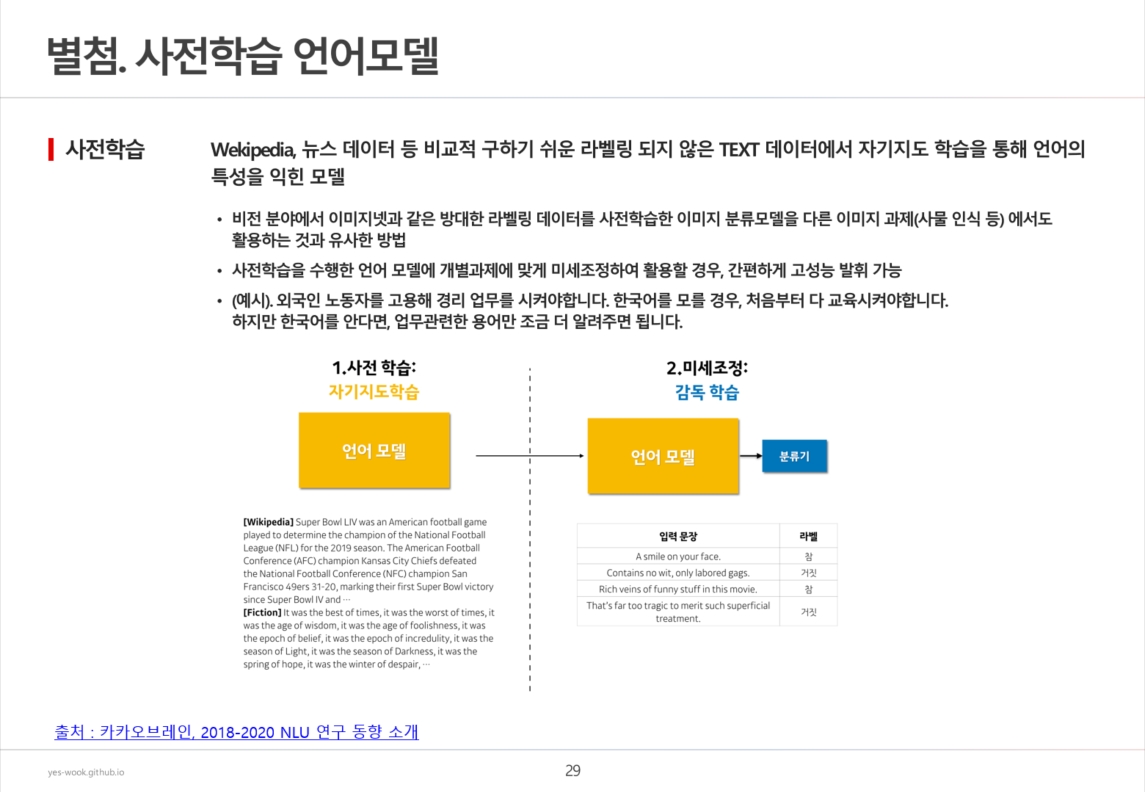 별첨. 사전학습 언어모델
사전학습
Wekipedia, 뉴스 데이터 등 비교적 구하기 쉬운 라벨링 되지 않은 TEXT 데이터에서 자기지도 학습을 통해 언어의
특성을 익힌 모델
• 비전 분야에서 이미지넷과 같은 방대한 라벨링 데이터를 사전학습한 이미지 분류모델을 다른 이미지 과제(사물 인식 등) 에서도
활용하는 것과 유사한 방법
• 사전학습을 수행한 언어 모델에 개별과제에 맞게 미세조정하여 활용할 경우, 간편하게 고성능 발휘 가능
• (예시). 외국인 노동자를 고용해 경리 업무를 시켜야합니다. 한국어를 모를 경우, 처음부터 다 교육시켜야합니다.
하지만 한국어를 안다면, 업무관련한 용어만 조금 더 알려주면 됩니다.
1.사전 학습:
자기지도학습
언어 모델
[Wikipedia] Super Bowl LIV was an American football game
played to determine the champion of the National Football
League (NFL) for the 2019 season. The American Football
Conference (AFC) champion Kansas City Chiefs defeated
the National Football Conference (NFC) champion San
Francisco 49ers 31-20, marking their first Super Bowl victory
since Super Bowl IV and ⋯
[Fiction] It was the best of times, it was the worst of times, it
was the age of wisdom, it was the age of foolishness, it was
the epoch of belief, it was the epoch of incredulity, it was the
season of Light, it was the season of Darkness, it was the
spring of hope, it was the winter of despair, ⋯
2.미세조정:
감독 학습
언어 모델
분류기
입력 문장 라벨
A smile on your face. 참
Contains no wit, only labored gags. 거짓
Rich veins of funny stuff in this movie. 참
That's far too tragic to merit such superficial
treatment. 거짓
출처 : 카카오브레인, 2018-2020 NLU 연구 동향 소개
yes-wook.github.io
29